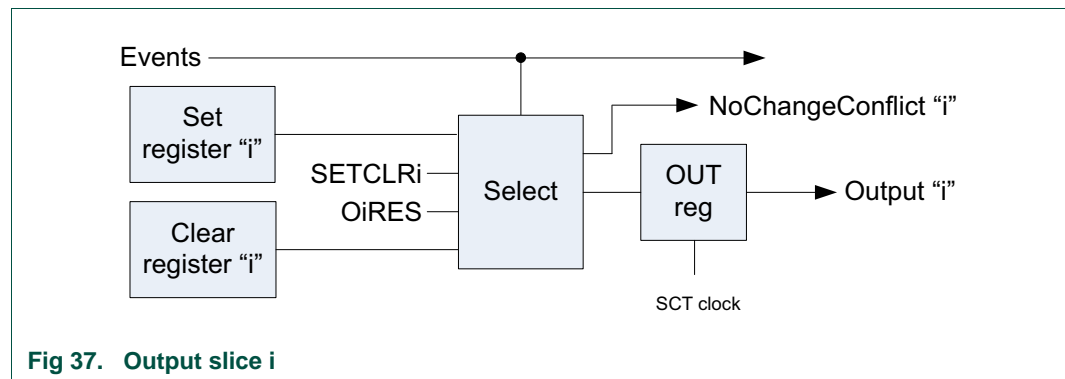 Events
Set
register “i”
Clear
register “i”
SETCLRi
OiRES
Select
NoChangeConflict “i”
OUT
reg
Output “i”
SCT clock
Fig 37. Output slice i